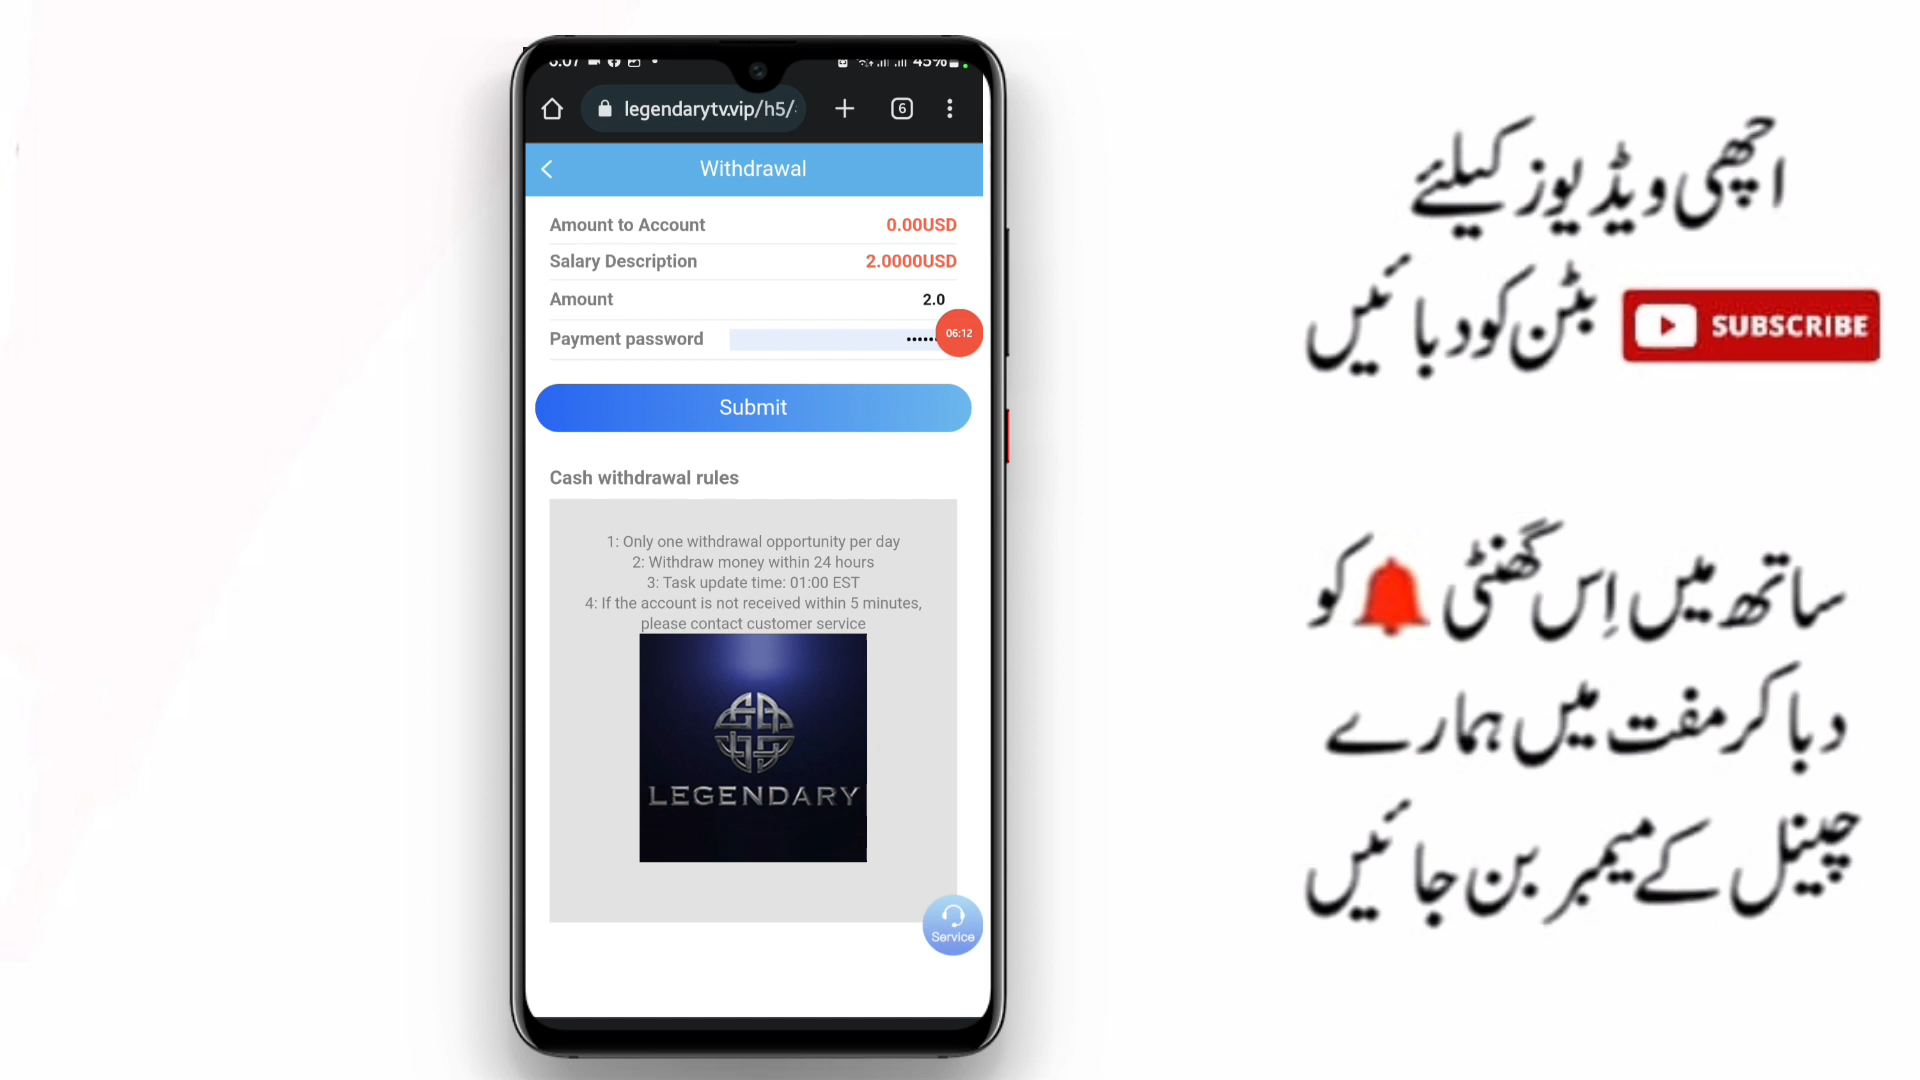 45%
legendarytv.vip/h5/
6
Withdrawal
Amount to Account 0.00USD
Salary Description 2.0000USD
Amount 2.0
Payment password ••••••
06:12
Submit
Cash withdrawal rules
1: Only one withdrawal opportunity per day
2: Withdraw money within 24 hours
3: Task update time: 01:00 EST
4: If the account is not received within 5 minutes,
please contact customer service
LEGENDARY
Service
اچھی ویڈیوز کیلئے
بٹن کو دبائیں SUBSCRIBE
ساتھ میں اِس گھنٹی کو
دبا کر مفت میں ہمارے
چینل کے میمبر بن جائیں